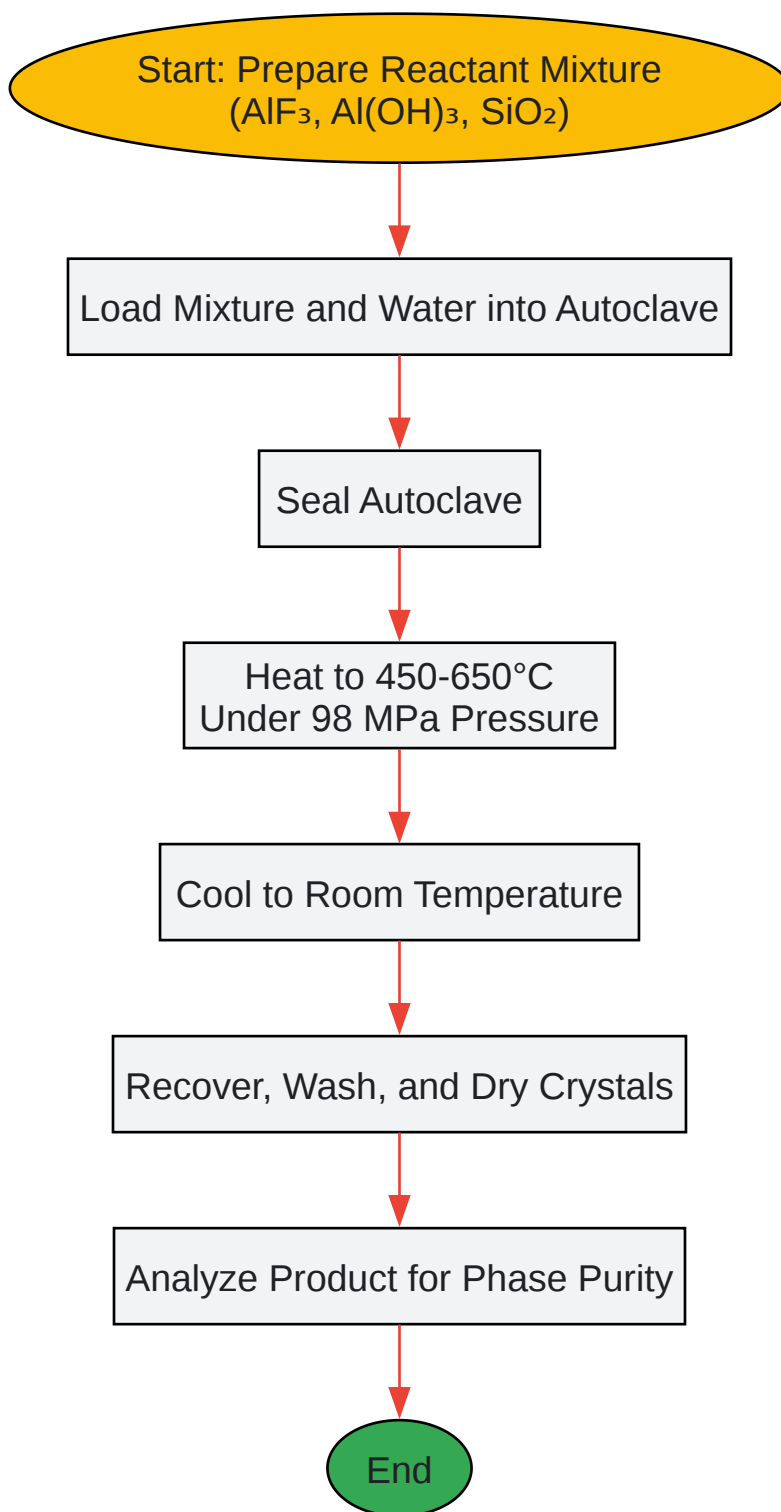 Start: Prepare Reactant Mixture
(AlF₃, Al(OH)₃, SiO₂)
Load Mixture and Water into Autoclave
Seal Autoclave
Heat to 450-650°C
Under 98 MPa Pressure
Cool to Room Temperature
Recover, Wash, and Dry Crystals
Analyze Product for Phase Purity
End